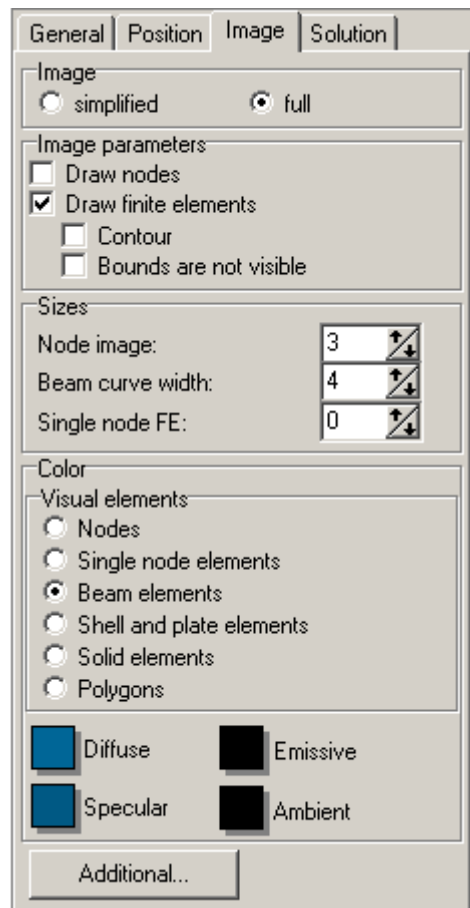 General Position Image Solution
Image
simplified full
Image parameters
Draw nodes
Draw finite elements
Contour
Bounds are not visible
Sizes
Node image: 3
Beam curve width: 4
Single node FE: 0
Color
Visual elements
Nodes
Single node elements
Beam elements
Shell and plate elements
Solid elements
Polygons
Diffuse Emissive
Specular Ambient
Additional...